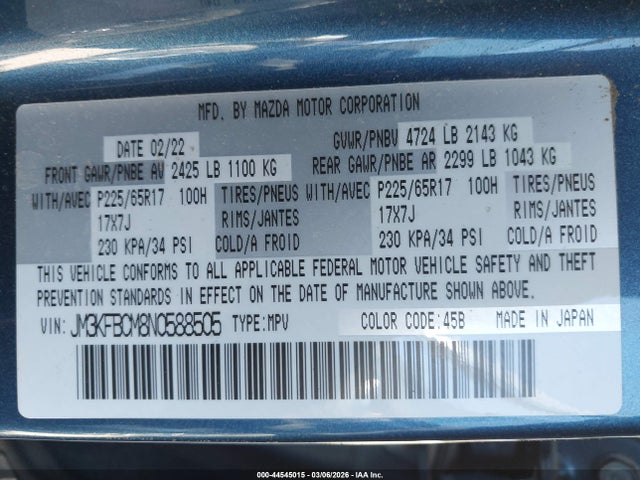 MFD. BY MAZDA MOTOR CORPORATION
DATE 02/22 GVWR/PNBV 4724 LB 2143 KG
FRONT GAWR/PNBE AV 2425 LB 1100 KG REAR GAWR/PNBE AR 2299 LB 1043 KG
WITH/AVEC P225/65R17 100H TIRES/PNEUS WITH/AVEC P225/65R17 100H TIRES/PNEUS
17X7J RIMS/JANTES 17X7J RIMS/JANTES
230 KPA/34 PSI COLD/A FROID 230 KPA/34 PSI COLD/A FROID
THIS VEHICLE CONFORMS TO ALL APPLICABLE FEDERAL MOTOR VEHICLE SAFETY AND THEFT
PREVENTION STANDARDS IN EFFECT ON THE DATE OF MANUFACTURE SHOWN ABOVE.
VIN: JM3KFBCM8N0588505 TYPE:MPV COLOR CODE:45B MADE IN JAPAN
000-44545015 - 03/06/2026 - IAA Inc.